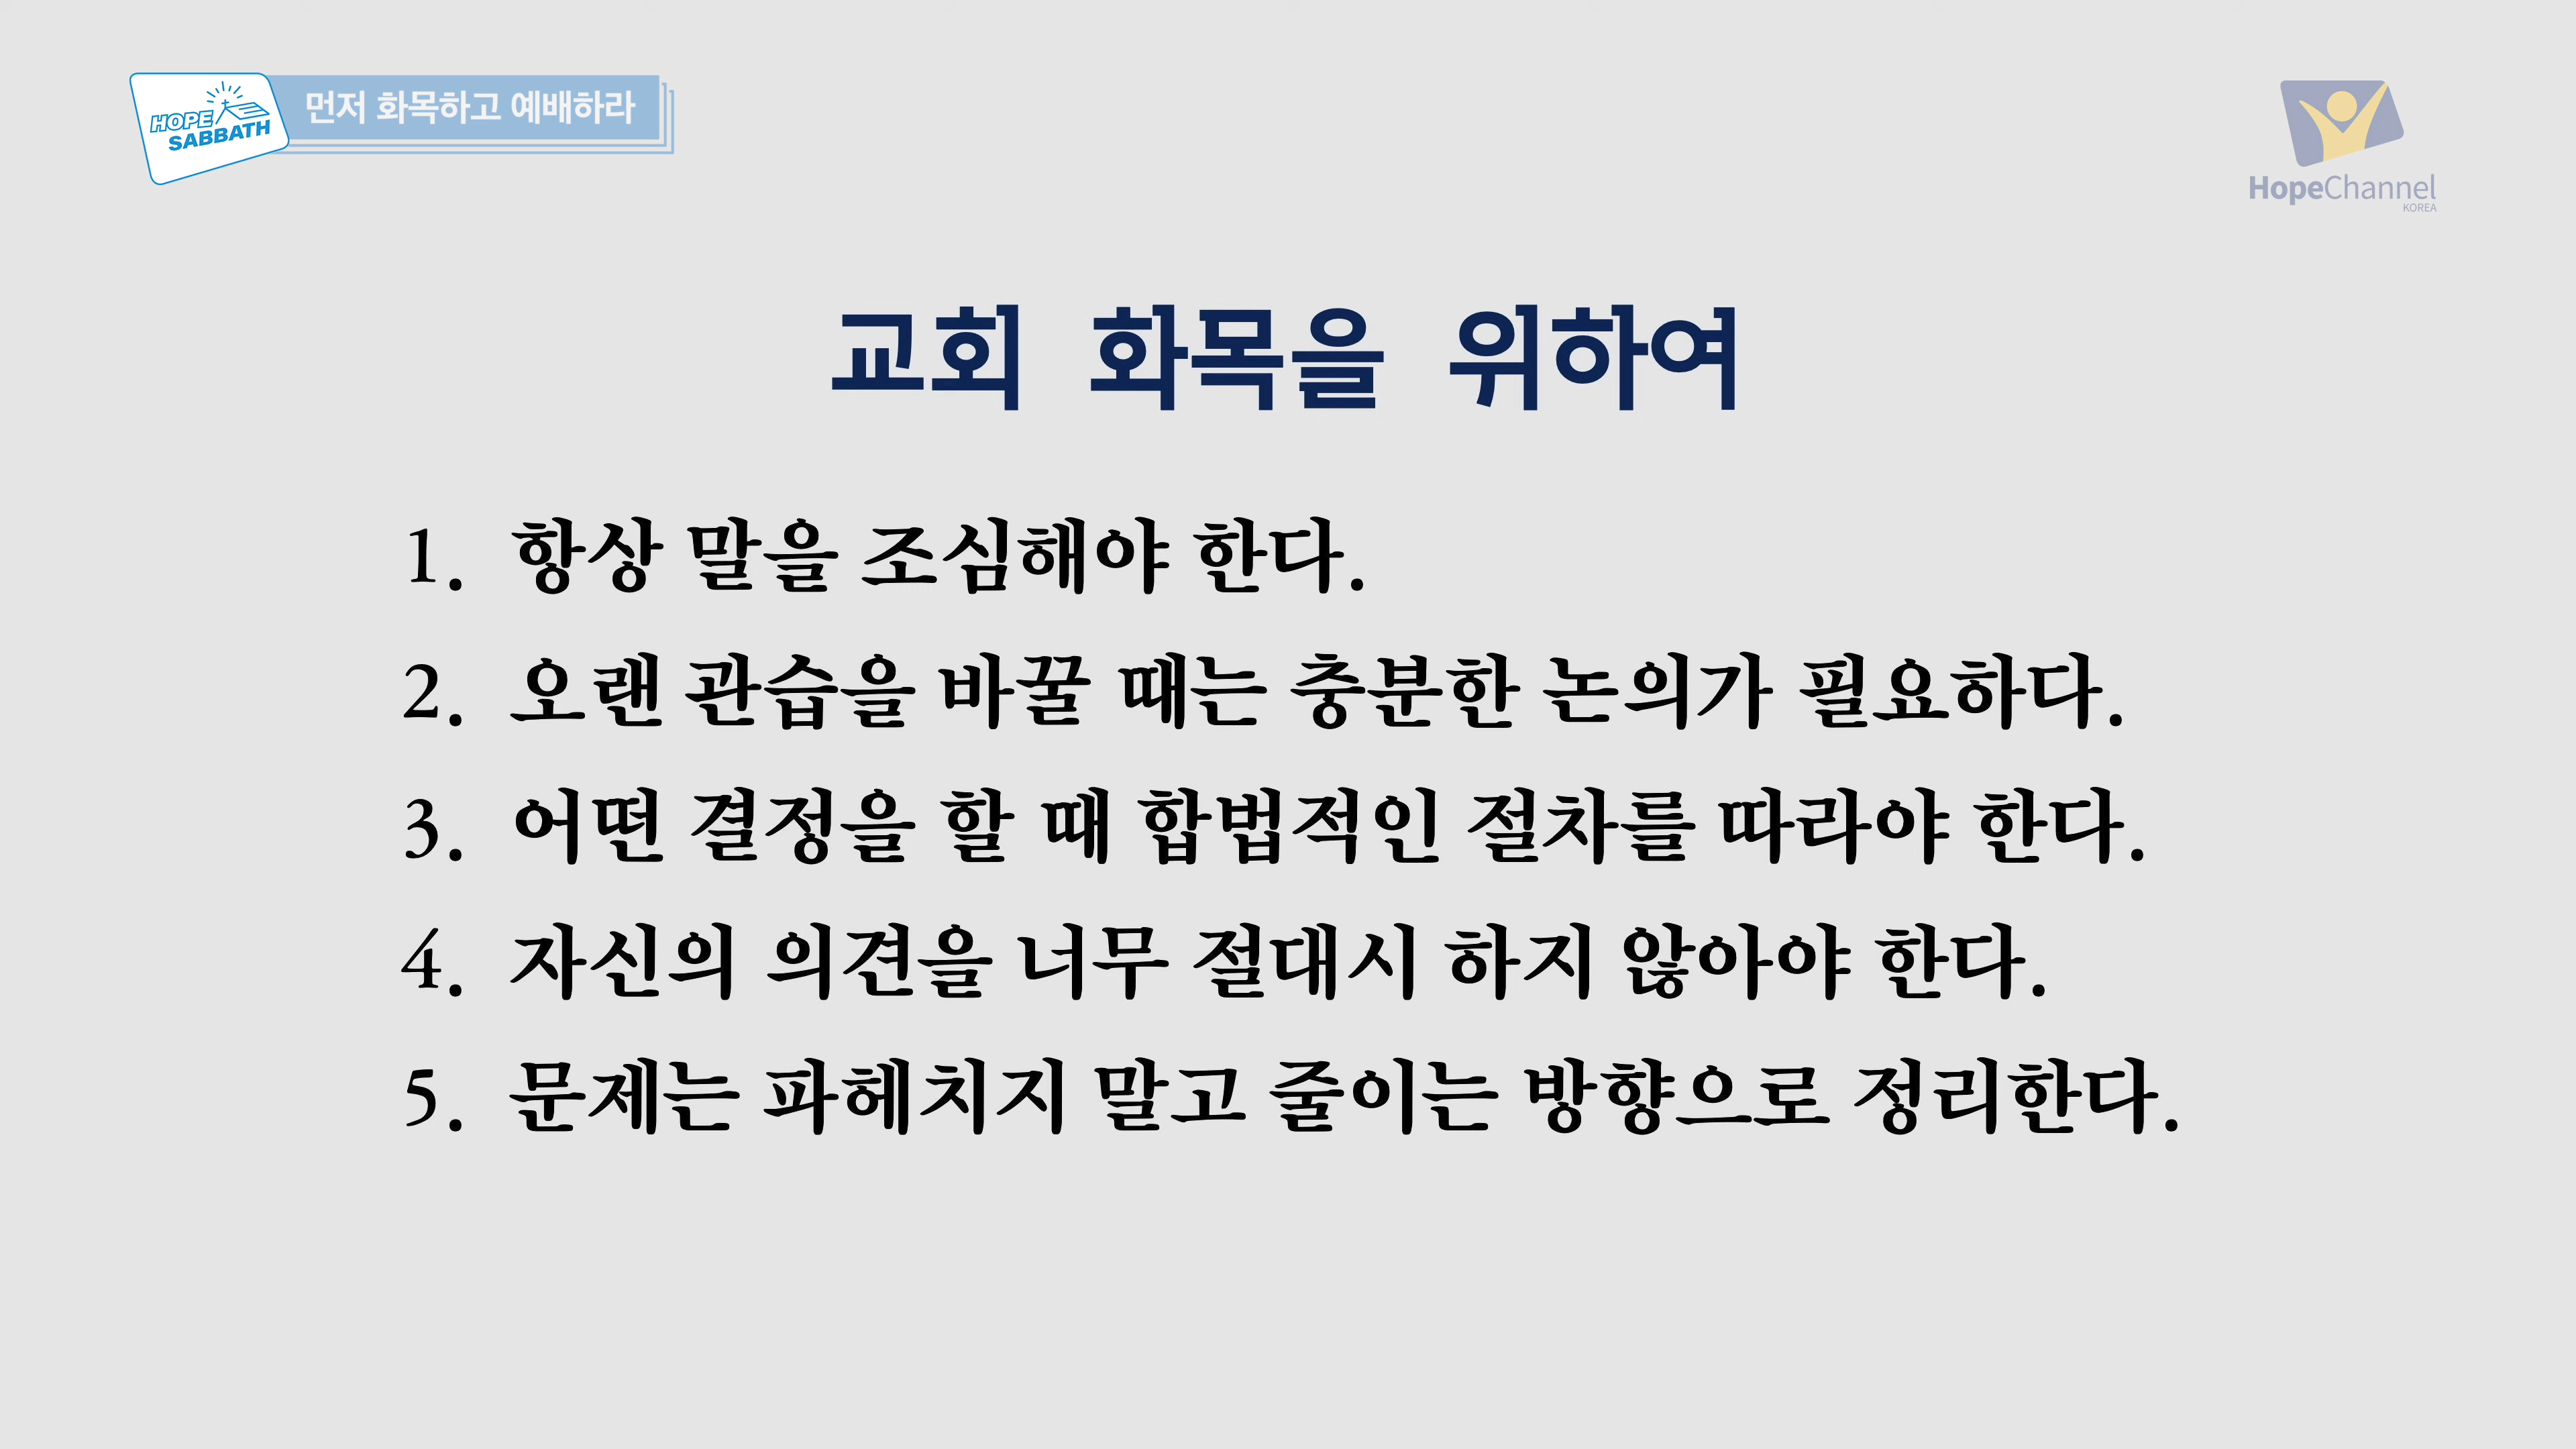 HOPE
SABBATH
먼저 화목하고 예배하라
HopeChannel
KOREA
교회 화목을 위하여
1. 항상 말을 조심해야 한다.
2. 오랜 관습을 바꿀 때는 충분한 논의가 필요하다.
3. 어떤 결정을 할 때 합법적인 절차를 따라야 한다.
4. 자신의 의견을 너무 절대시 하지 않아야 한다.
5. 문제는 파헤치지 말고 줄이는 방향으로 정리한다.